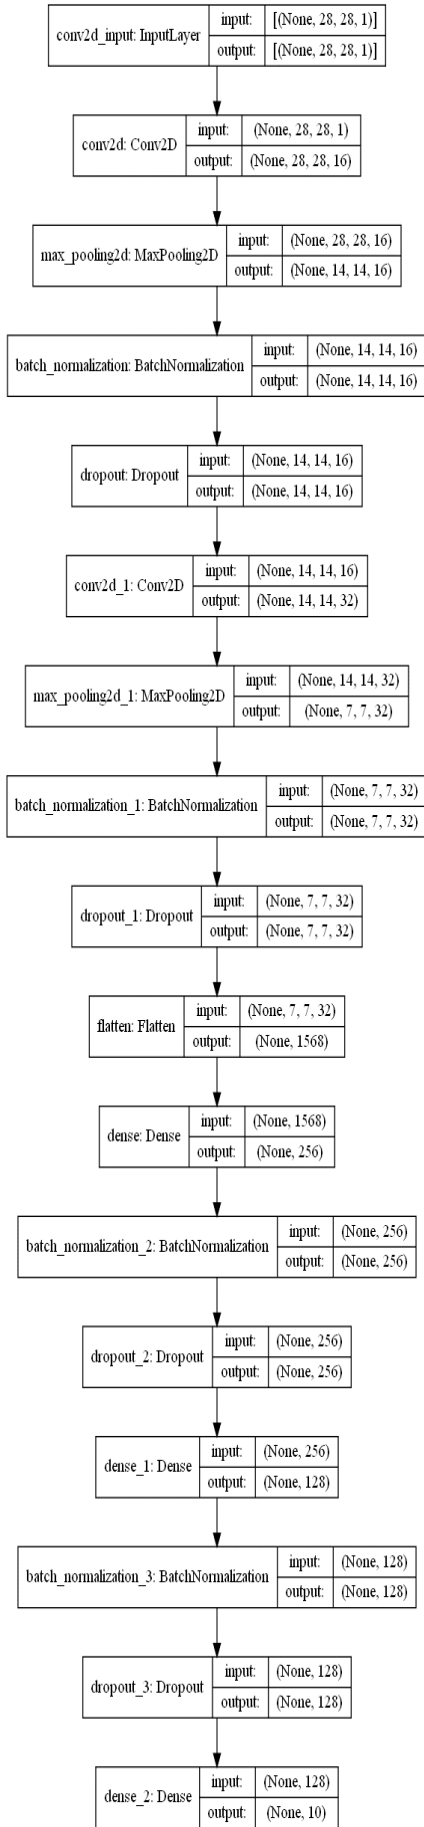 conv2d_input: InputLayer
input: [(None, 28, 28, 1)]
output: [(None, 28, 28, 1)]
conv2d: Conv2D
input: (None, 28, 28, 1)
output: (None, 28, 28, 16)
max_pooling2d: MaxPooling2D
input: (None, 28, 28, 16)
output: (None, 14, 14, 16)
batch_normalization: BatchNormalization
input: (None, 14, 14, 16)
output: (None, 14, 14, 16)
dropout: Dropout
input: (None, 14, 14, 16)
output: (None, 14, 14, 16)
conv2d_1: Conv2D
input: (None, 14, 14, 16)
output: (None, 14, 14, 32)
max_pooling2d_1: MaxPooling2D
input: (None, 14, 14, 32)
output: (None, 7, 7, 32)
batch_normalization_1: BatchNormalization
input: (None, 7, 7, 32)
output: (None, 7, 7, 32)
dropout_1: Dropout
input: (None, 7, 7, 32)
output: (None, 7, 7, 32)
flatten: Flatten
input: (None, 7, 7, 32)
output: (None, 1568)
dense: Dense
input: (None, 1568)
output: (None, 256)
batch_normalization_2: BatchNormalization
input: (None, 256)
output: (None, 256)
dropout_2: Dropout
input: (None, 256)
output: (None, 256)
dense_1: Dense
input: (None, 256)
output: (None, 128)
batch_normalization_3: BatchNormalization
input: (None, 128)
output: (None, 128)
dropout_3: Dropout
input: (None, 128)
output: (None, 128)
dense_2: Dense
input: (None, 128)
output: (None, 10)